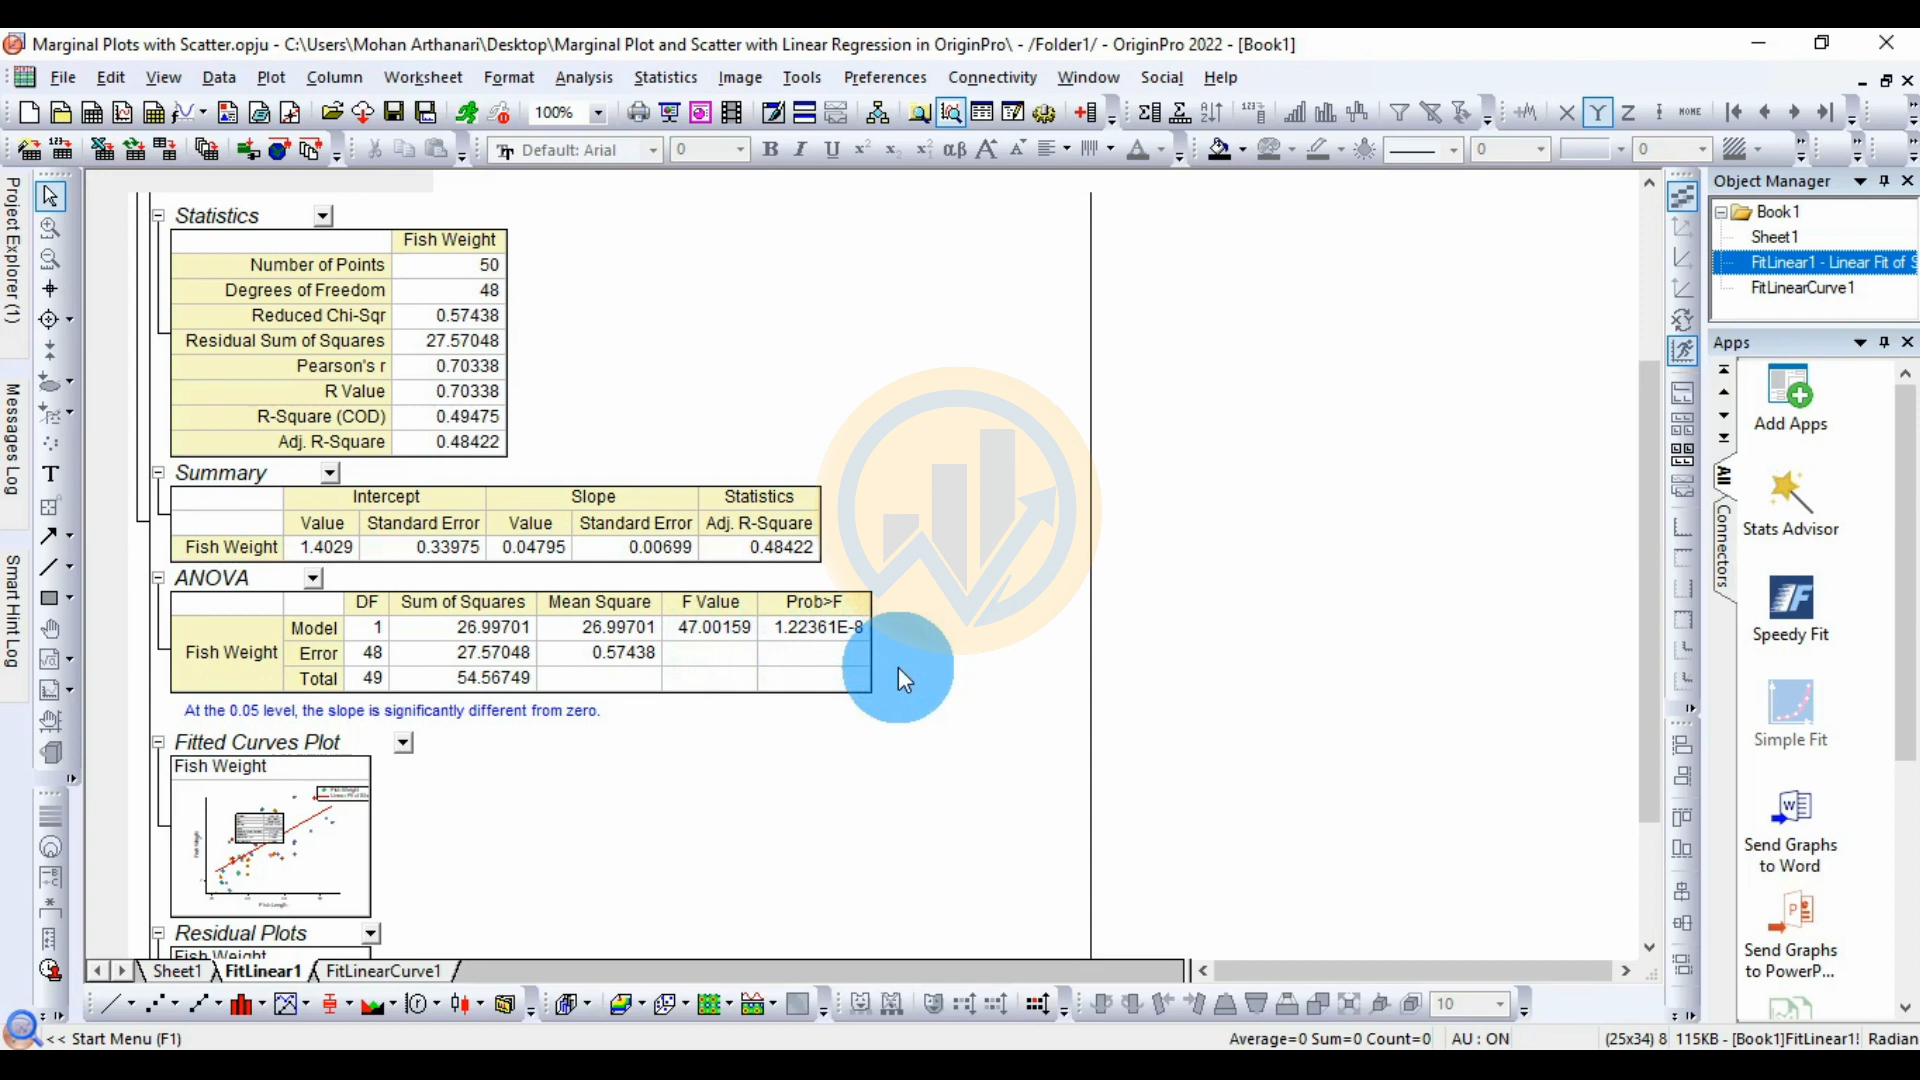 Marginal Plots with Scatter.opju - C:\Users\Mohan Arthanari\Desktop\Marginal Plot and Scatter with Linear Regression in OriginPro\ - /Folder1/ - OriginPro 2022 - [Book1]
File Edit View Data Plot Column Worksheet Format Analysis Statistics Image Tools Preferences Connectivity Window Social Help
100%
Default: Arial 0 B I U 0 0
Project Explorer (1)
Messages Log
Smart Hint Log
Statistics
Fish Weight
Number of Points 50
Degrees of Freedom 48
Reduced Chi-Sqr 0.57438
Residual Sum of Squares 27.57048
Pearson's r 0.70338
R Value 0.70338
R-Square (COD) 0.49475
Adj. R-Square 0.48422
Summary
Intercept Slope Statistics
Value Standard Error Value Standard Error Adj. R-Square
Fish Weight 1.4029 0.33975 0.04795 0.00699 0.48422
ANOVA
DF Sum of Squares Mean Square F Value Prob>F
Fish Weight Model 1 26.99701 26.99701 47.00159 1.22361E-8
Error 48 27.57048 0.57438
Total 49 54.56749
At the 0.05 level, the slope is significantly different from zero.
Fitted Curves Plot
Fish Weight
Residual Plots
Fish Weight
Sheet1 FitLinear1 FitLinearCurve1
Object Manager
Book1
Sheet1
FitLinear1 - Linear Fit of S
FitLinearCurve1
Apps
All
Connectors
Add Apps
Stats Advisor
Speedy Fit
Simple Fit
Send Graphs
to Word
Send Graphs
to PowerP...
10
<< Start Menu (F1) Average=0 Sum=0 Count=0 AU : ON (25x34) 8 115KB - [Book1]FitLinear1! Radian